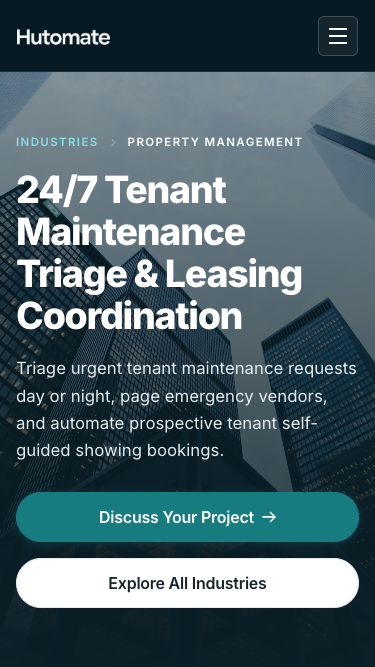 Hutomate
INDUSTRIES > PROPERTY MANAGEMENT
24/7 Tenant
Maintenance
Triage & Leasing
Coordination
Triage urgent tenant maintenance requests
day or night, page emergency vendors,
and automate prospective tenant self-
guided showing bookings.
Discuss Your Project →
Explore All Industries